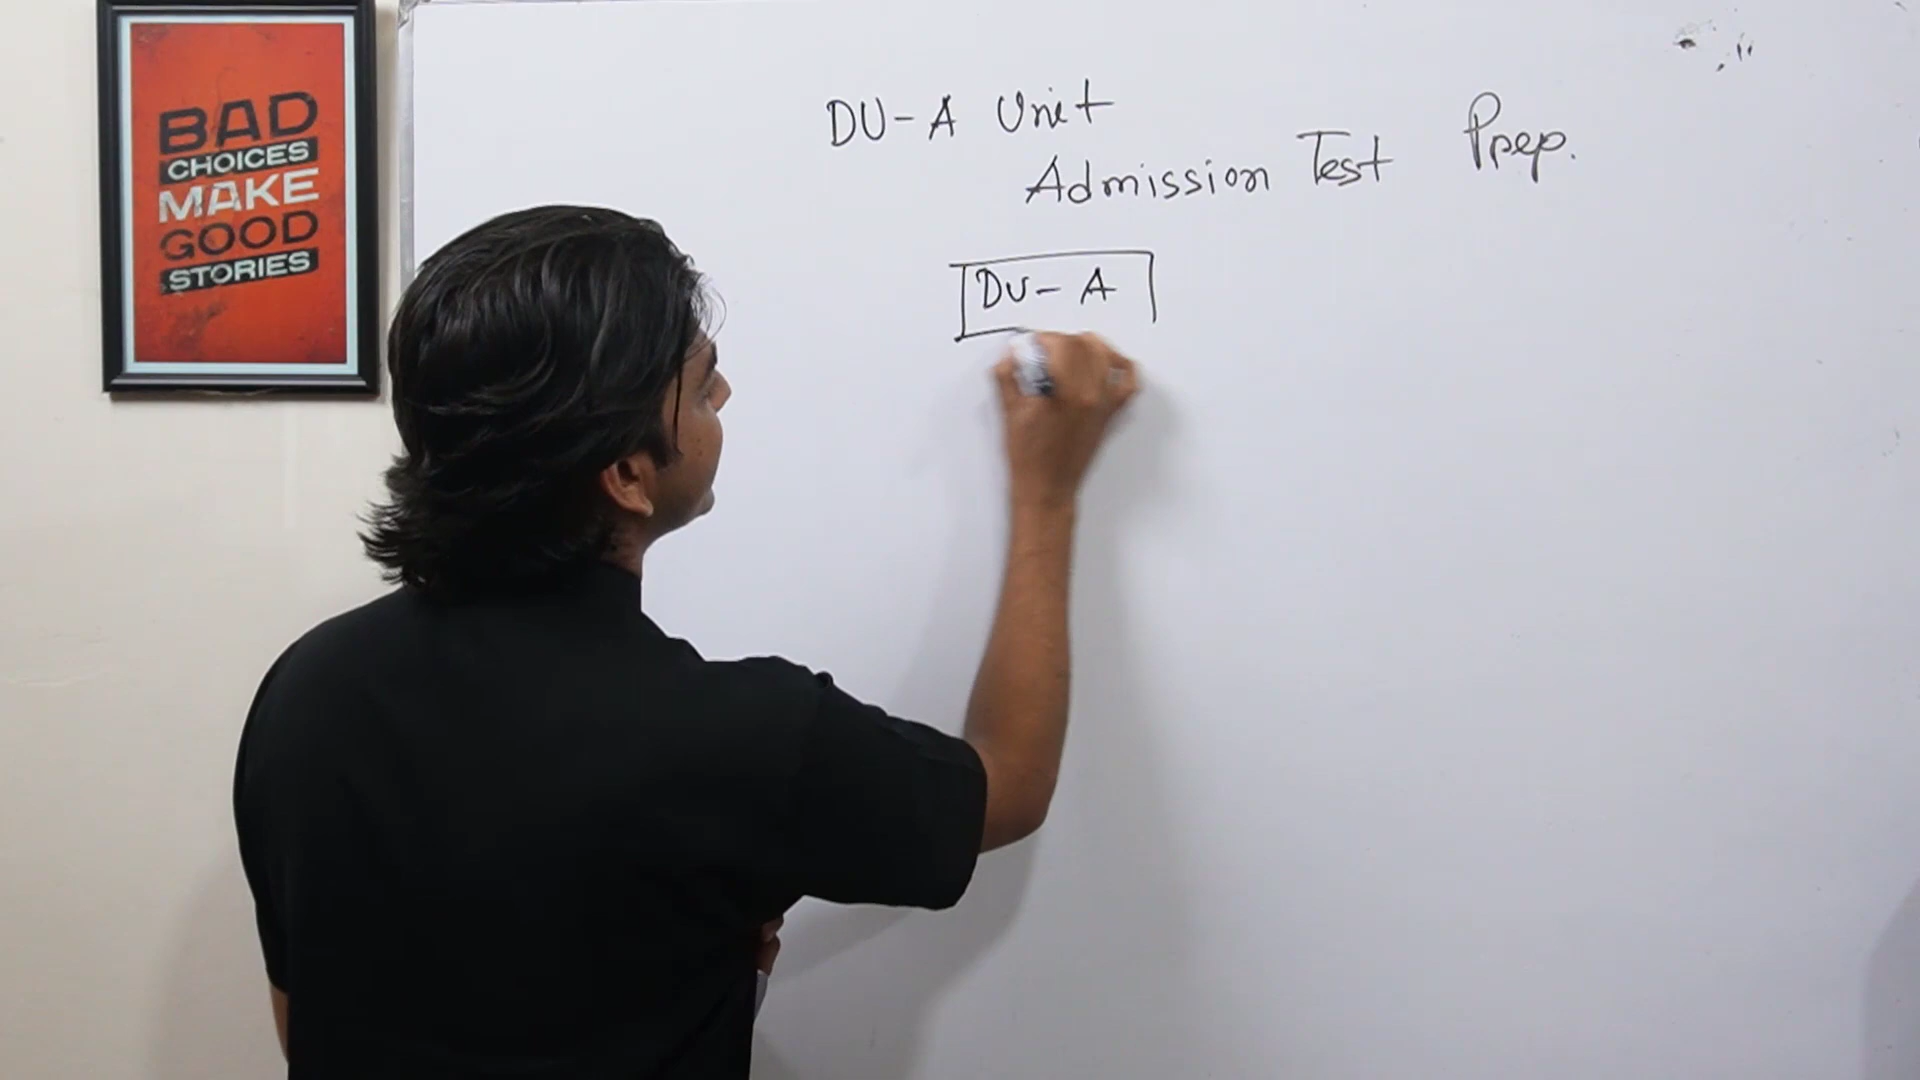 BAD
CHOICES
MAKE
GOOD
STORIES
DU-A Unit
Admission Test Prep.
DU- A